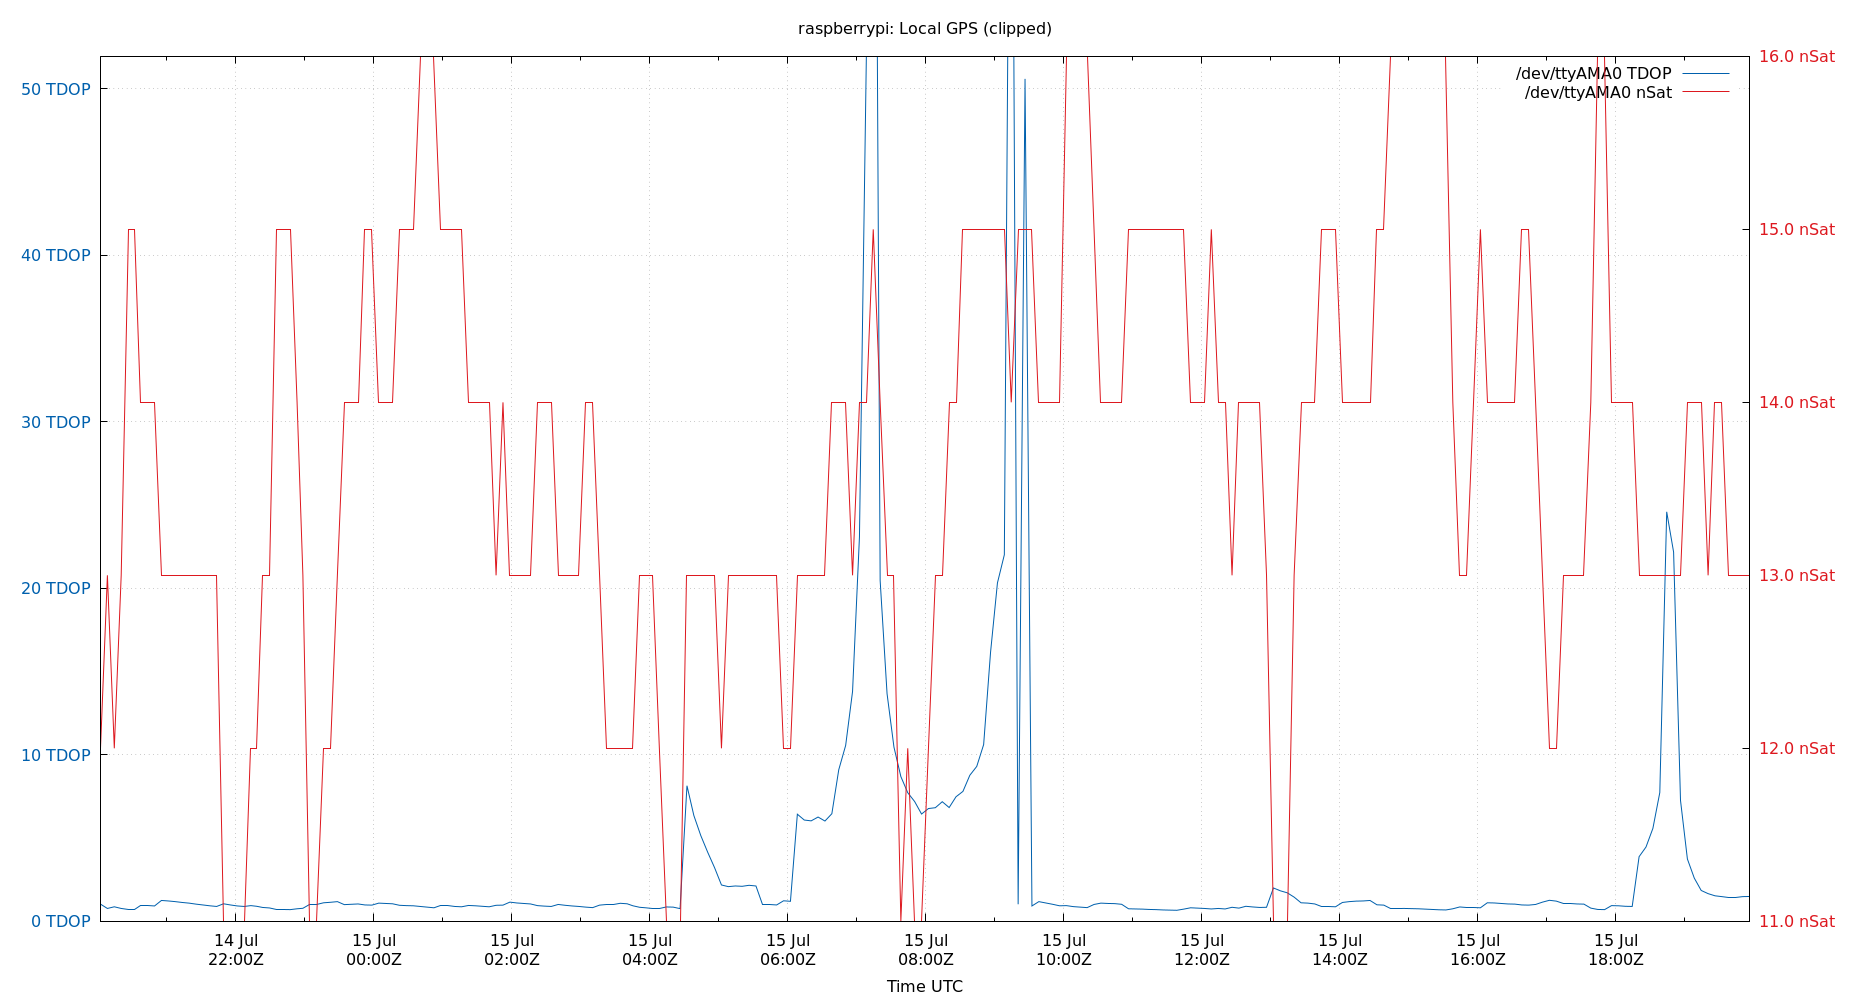 raspberrypi: Local GPS (clipped)
/dev/ttyAMA0 TDOP
/dev/ttyAMA0 nSat
50 TDOP
40 TDOP
30 TDOP
20 TDOP
10 TDOP
0 TDOP
16.0 nSat
15.0 nSat
14.0 nSat
13.0 nSat
12.0 nSat
11.0 nSat
14 Jul
22:00Z
15 Jul
00:00Z
15 Jul
02:00Z
15 Jul
04:00Z
15 Jul
06:00Z
15 Jul
08:00Z
15 Jul
10:00Z
15 Jul
12:00Z
15 Jul
14:00Z
15 Jul
16:00Z
15 Jul
18:00Z
Time UTC